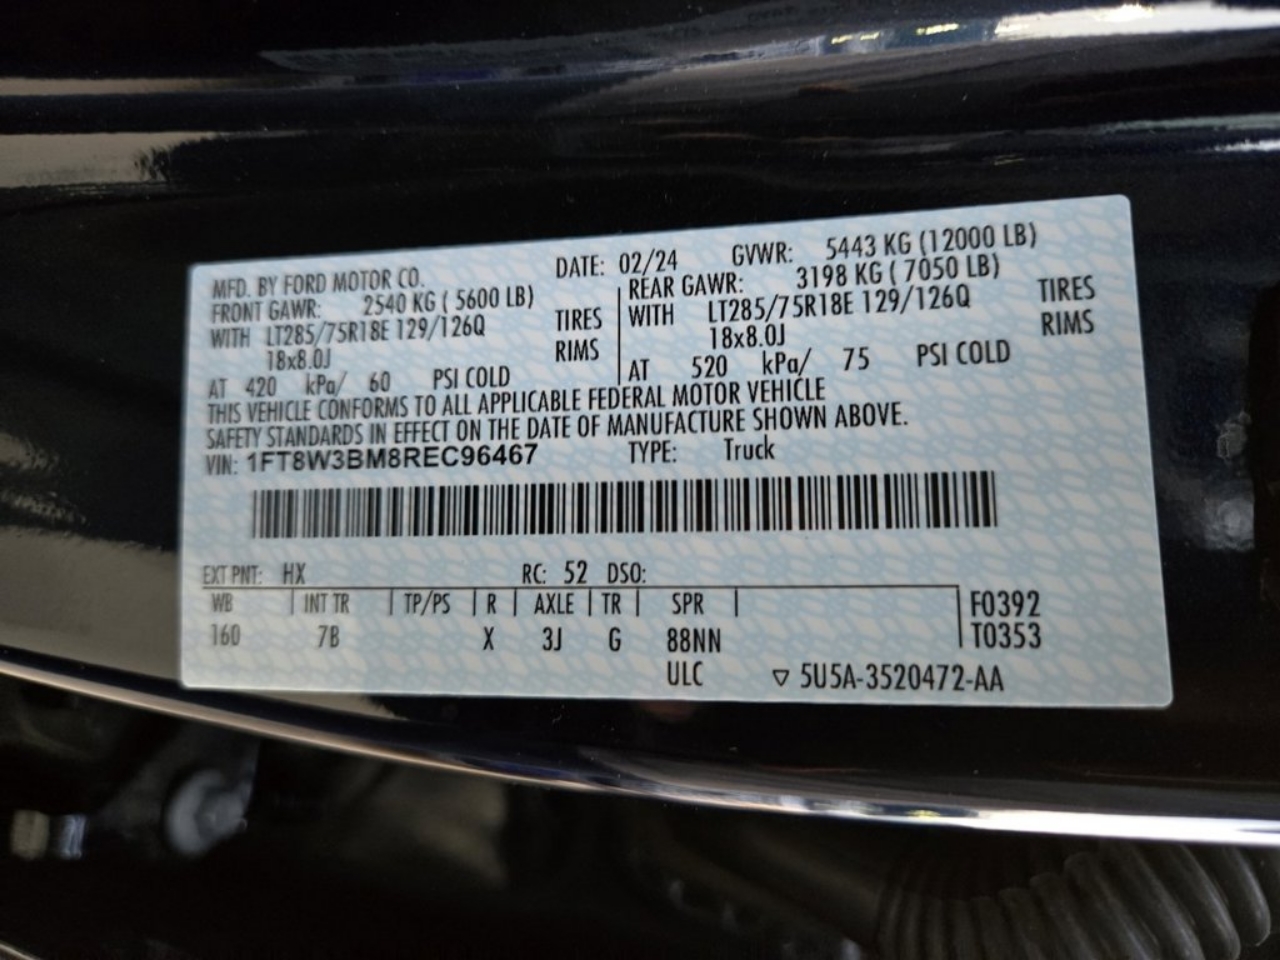 MFD. BY FORD MOTOR CO. DATE: 02/24 GVWR: 5443 KG (12000 LB)
FRONT GAWR: 2540 KG ( 5600 LB) REAR GAWR: 3198 KG ( 7050 LB)
WITH LT285/75R18E 129/126Q TIRES WITH LT285/75R18E 129/126Q TIRES
18x8.0J RIMS 18x8.0J RIMS
AT 420 kPa/ 60 PSI COLD AT 520 kPa/ 75 PSI COLD
THIS VEHICLE CONFORMS TO ALL APPLICABLE FEDERAL MOTOR VEHICLE
SAFETY STANDARDS IN EFFECT ON THE DATE OF MANUFACTURE SHOWN ABOVE.
VIN: 1FT8W3BM8REC96467 TYPE: Truck
EXT PNT: HX RC: 52 DSO:
WB INT TR TP/PS R AXLE TR SPR F0392
160 7B X 3J G 88NN T0353
ULC ▽ 5U5A-3520472-AA